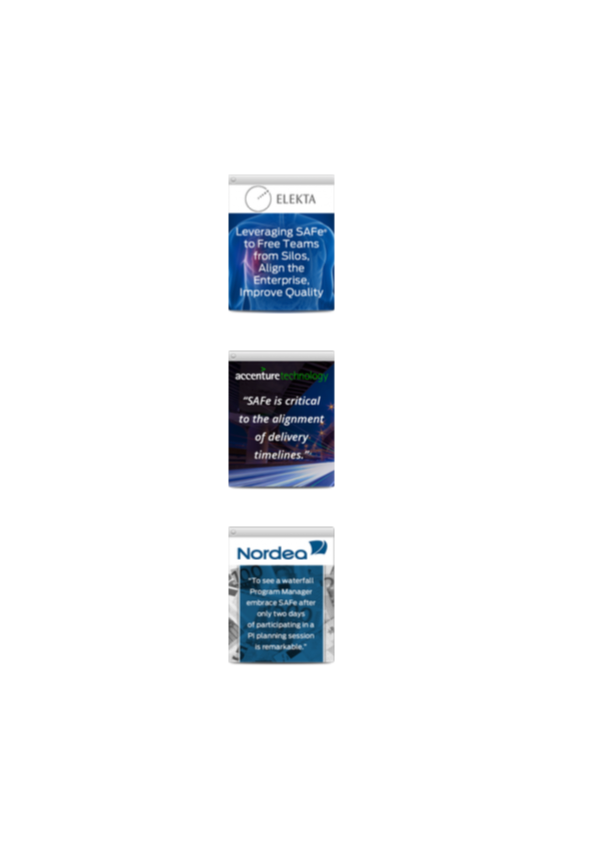 ELEKTA
Leveraging SAFe®
to Free Teams
from Silos,
Align the
Enterprise,
Improve Quality
accenturetechnology
"SAFe is critical
to the alignment
of delivery
timelines."
Nordea
"To see a waterfall
Program Manager
embrace SAFe after
only two days
of participating in a
PI planning session
is remarkable."